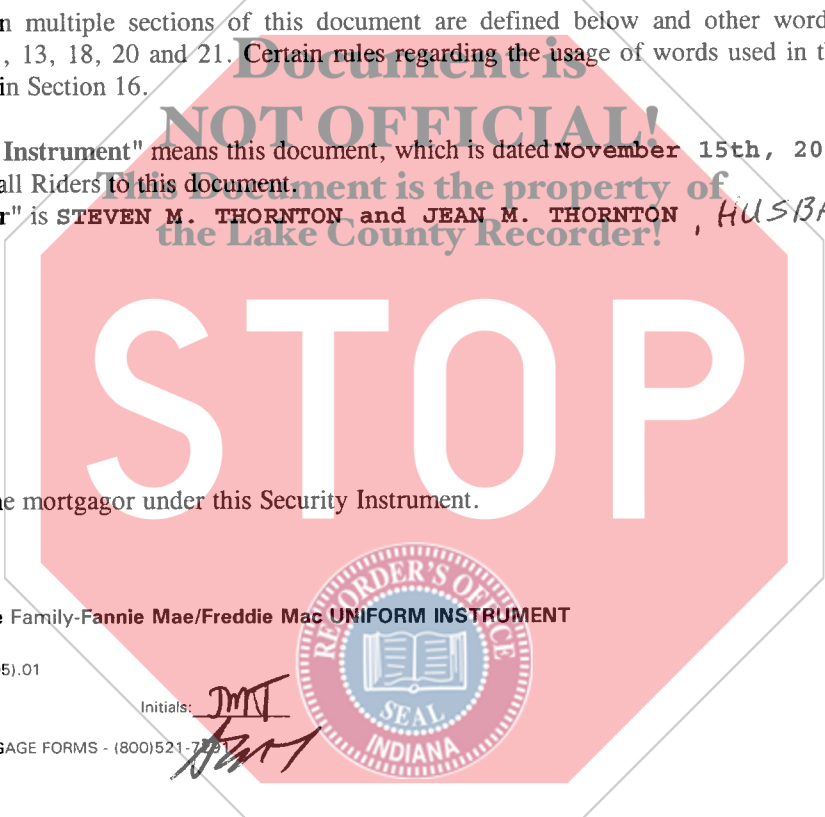 n multiple sections of this document are defined below and other word
, 13, 18, 20 and 21. Certain rules regarding the usage of words used in t
in Section 16.
Document is
NOT OFFICIAL!
This Document is the property of
the Lake County Recorder!
Instrument" means this document, which is dated November 15th, 20
all Riders to this document.
r" is STEVEN M. THORNTON and JEAN M. THORNTON , HUSBA
STOP
e mortgagor under this Security Instrument.
RECORDER'S OFFICE
SEAL
INDIANA
e Family-Fannie Mae/Freddie Mac UNIFORM INSTRUMENT
5).01
Initials: JMT
GAGE FORMS - (800)521-7291